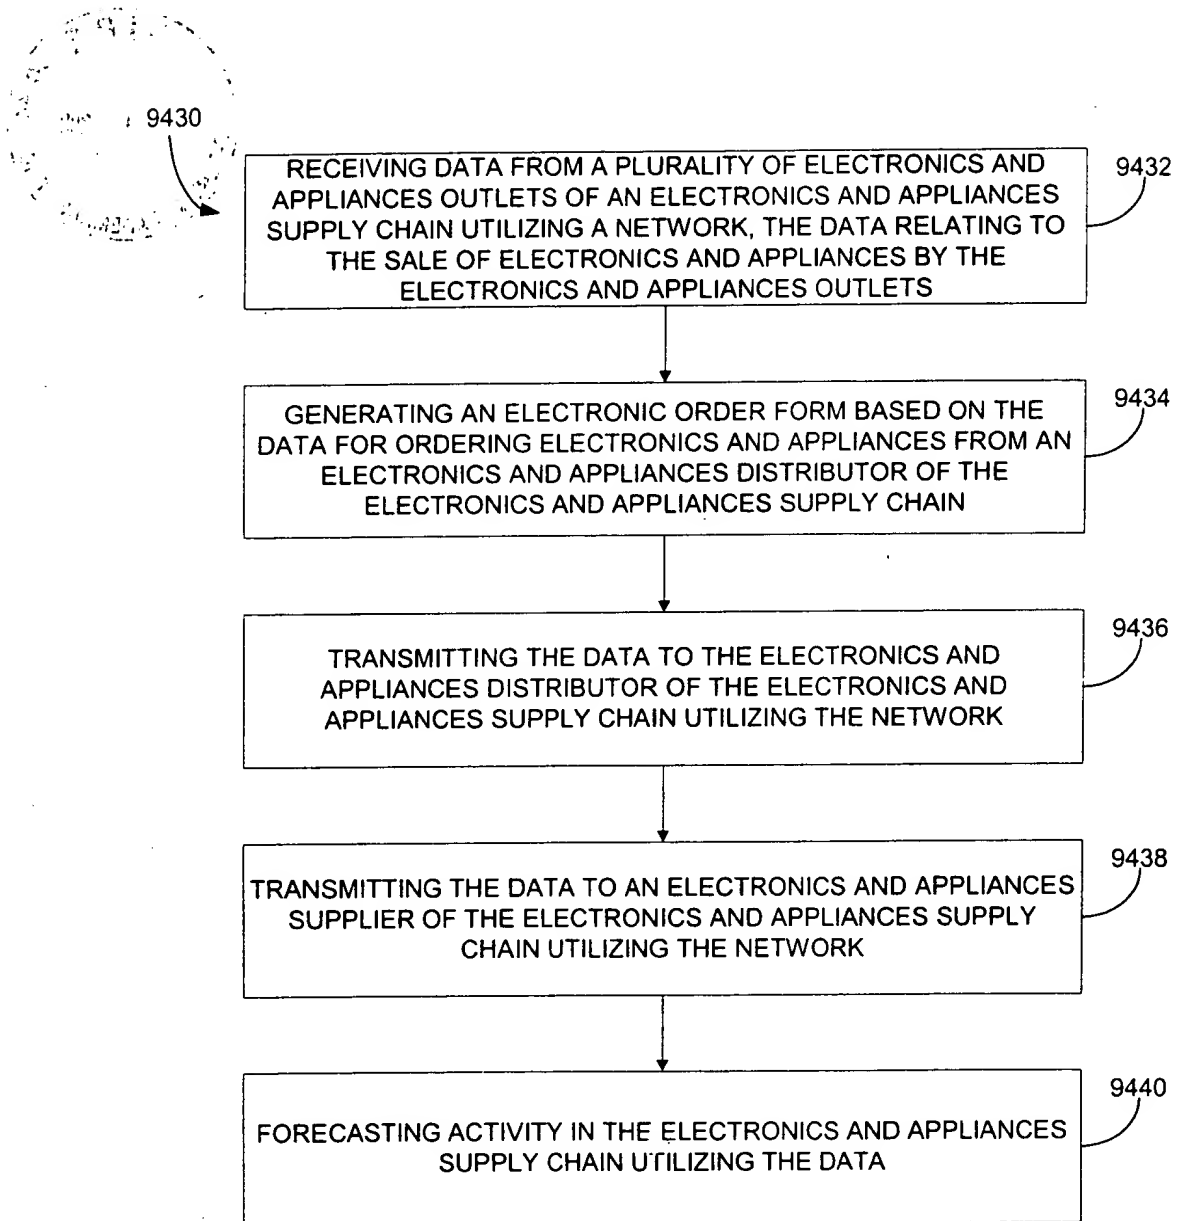 9430
RECEIVING DATA FROM A PLURALITY OF ELECTRONICS AND
APPLIANCES OUTLETS OF AN ELECTRONICS AND APPLIANCES
SUPPLY CHAIN UTILIZING A NETWORK, THE DATA RELATING TO
THE SALE OF ELECTRONICS AND APPLIANCES BY THE
ELECTRONICS AND APPLIANCES OUTLETS
9432
GENERATING AN ELECTRONIC ORDER FORM BASED ON THE
DATA FOR ORDERING ELECTRONICS AND APPLIANCES FROM AN
ELECTRONICS AND APPLIANCES DISTRIBUTOR OF THE
ELECTRONICS AND APPLIANCES SUPPLY CHAIN
9434
TRANSMITTING THE DATA TO THE ELECTRONICS AND
APPLIANCES DISTRIBUTOR OF THE ELECTRONICS AND
APPLIANCES SUPPLY CHAIN UTILIZING THE NETWORK
9436
TRANSMITTING THE DATA TO AN ELECTRONICS AND APPLIANCES
SUPPLIER OF THE ELECTRONICS AND APPLIANCES SUPPLY
CHAIN UTILIZING THE NETWORK
9438
FORECASTING ACTIVITY IN THE ELECTRONICS AND APPLIANCES
SUPPLY CHAIN UTILIZING THE DATA
9440